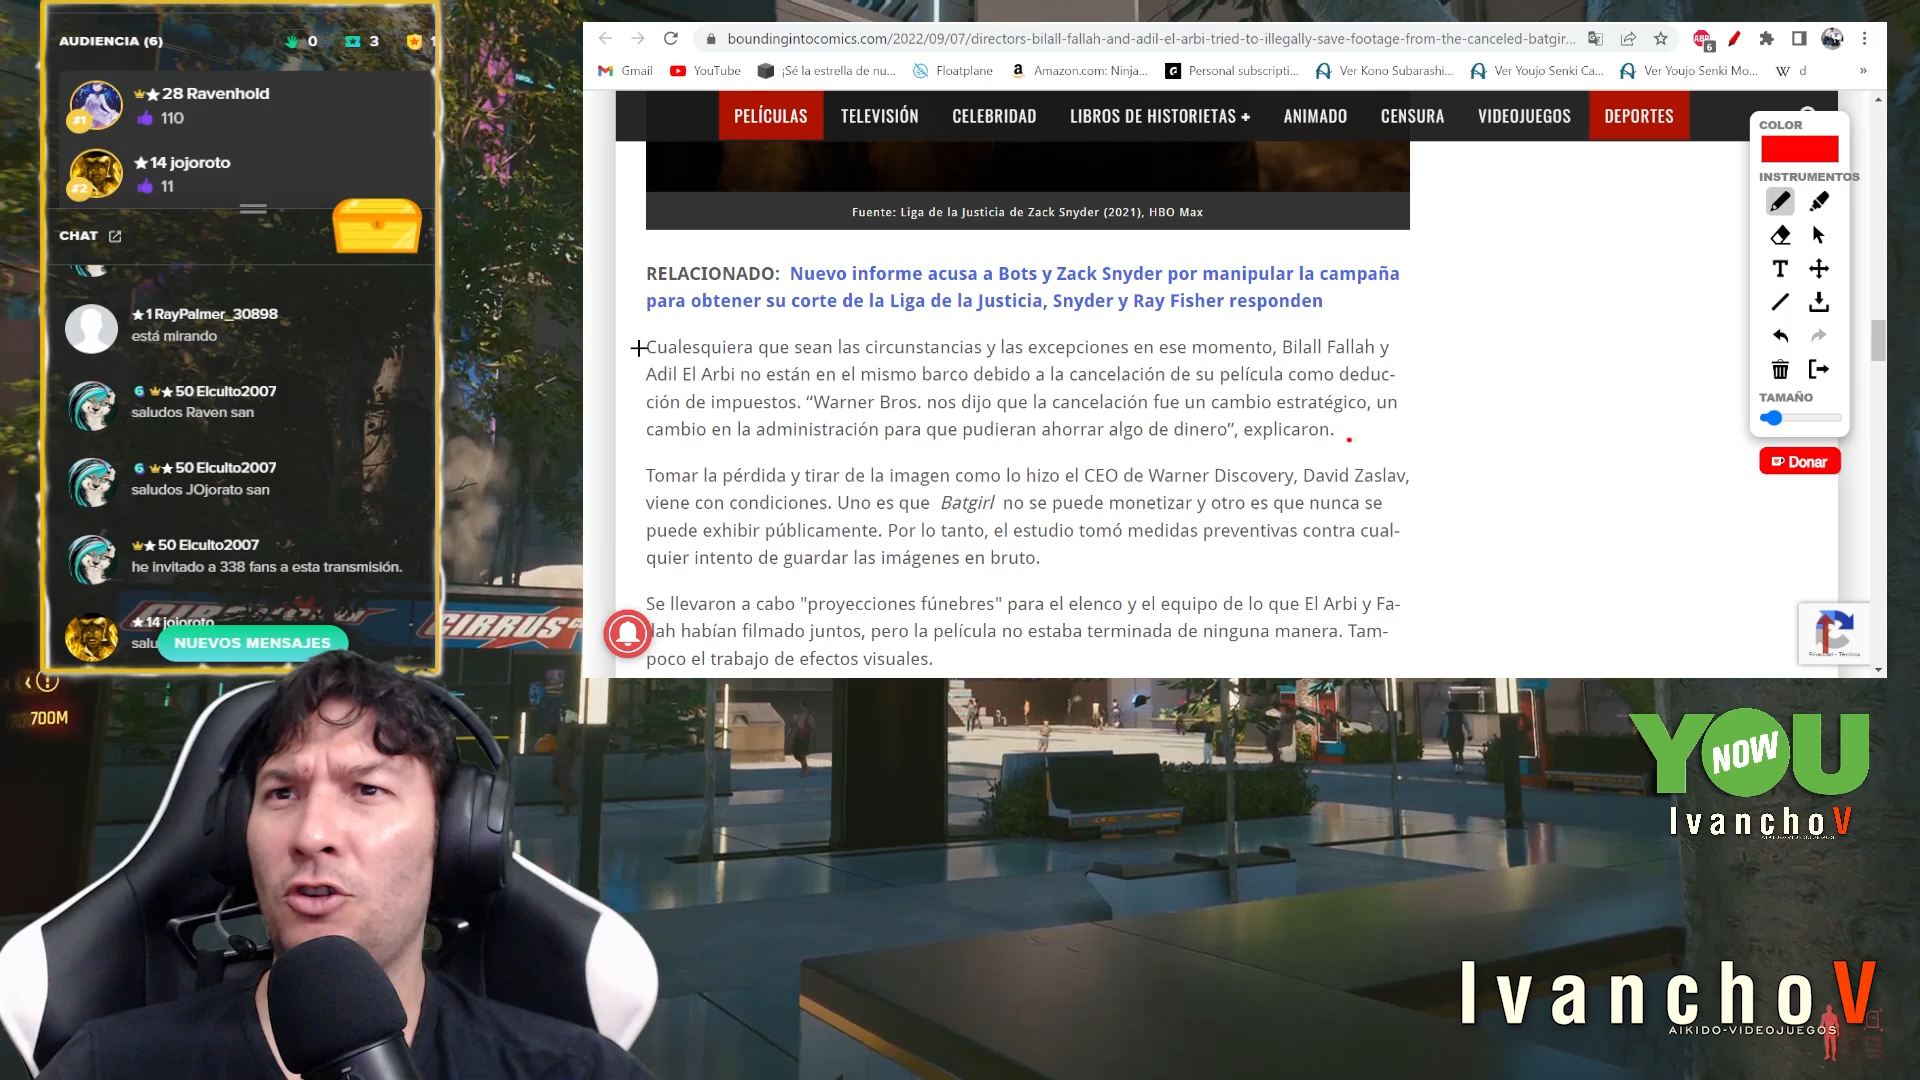 AUDIENCIA (6)
0
3
1
#1
28 Ravenhold
110
#2
14 jojoroto
11
CHAT
1 RayPalmer_30898
está mirando
6 50 Elculto2007
saludos Raven san
6 50 Elculto2007
saludos JOjorato san
50 Elculto2007
he invitado a 338 fans a esta transmisión.
14 jojoroto
salu
NUEVOS MENSAJES
boundingintocomics.com/2022/09/07/directors-bilall-fallah-and-adil-el-arbi-tried-to-illegally-save-footage-from-the-canceled-batgir...
ABP
6
Gmail
YouTube
¡Sé la estrella de nu...
Floatplane
Amazon.com: Ninja...
Personal subscripti...
Ver Kono Subarashi...
Ver Youjo Senki Ca...
Ver Youjo Senki Mo...
W d
»
PELÍCULAS
TELEVISIÓN
CELEBRIDAD
LIBROS DE HISTORIETAS +
ANIMADO
CENSURA
VIDEOJUEGOS
DEPORTES
Fuente: Liga de la Justicia de Zack Snyder (2021), HBO Max
RELACIONADO: Nuevo informe acusa a Bots y Zack Snyder por manipular la campaña
para obtener su corte de la Liga de la Justicia, Snyder y Ray Fisher responden
Cualesquiera que sean las circunstancias y las excepciones en ese momento, Bilall Fallah y
Adil El Arbi no están en el mismo barco debido a la cancelación de su película como deduc-
ción de impuestos. “Warner Bros. nos dijo que la cancelación fue un cambio estratégico, un
cambio en la administración para que pudieran ahorrar algo de dinero”, explicaron.
Tomar la pérdida y tirar de la imagen como lo hizo el CEO de Warner Discovery, David Zaslav,
viene con condiciones. Uno es que Batgirl no se puede monetizar y otro es que nunca se
puede exhibir públicamente. Por lo tanto, el estudio tomó medidas preventivas contra cual-
quier intento de guardar las imágenes en bruto.
Se llevaron a cabo "proyecciones fúnebres" para el elenco y el equipo de lo que El Arbi y Fa-
lah habían filmado juntos, pero la película no estaba terminada de ninguna manera. Tam-
poco el trabajo de efectos visuales.
COLOR
INSTRUMENTOS
T
TAMAÑO
Donar
Privacidad - Términos
700M
CIRRUS
YOU
NOW
IvanchoV
IvanchoV
AIKIDO-VIDEOJUEGOS